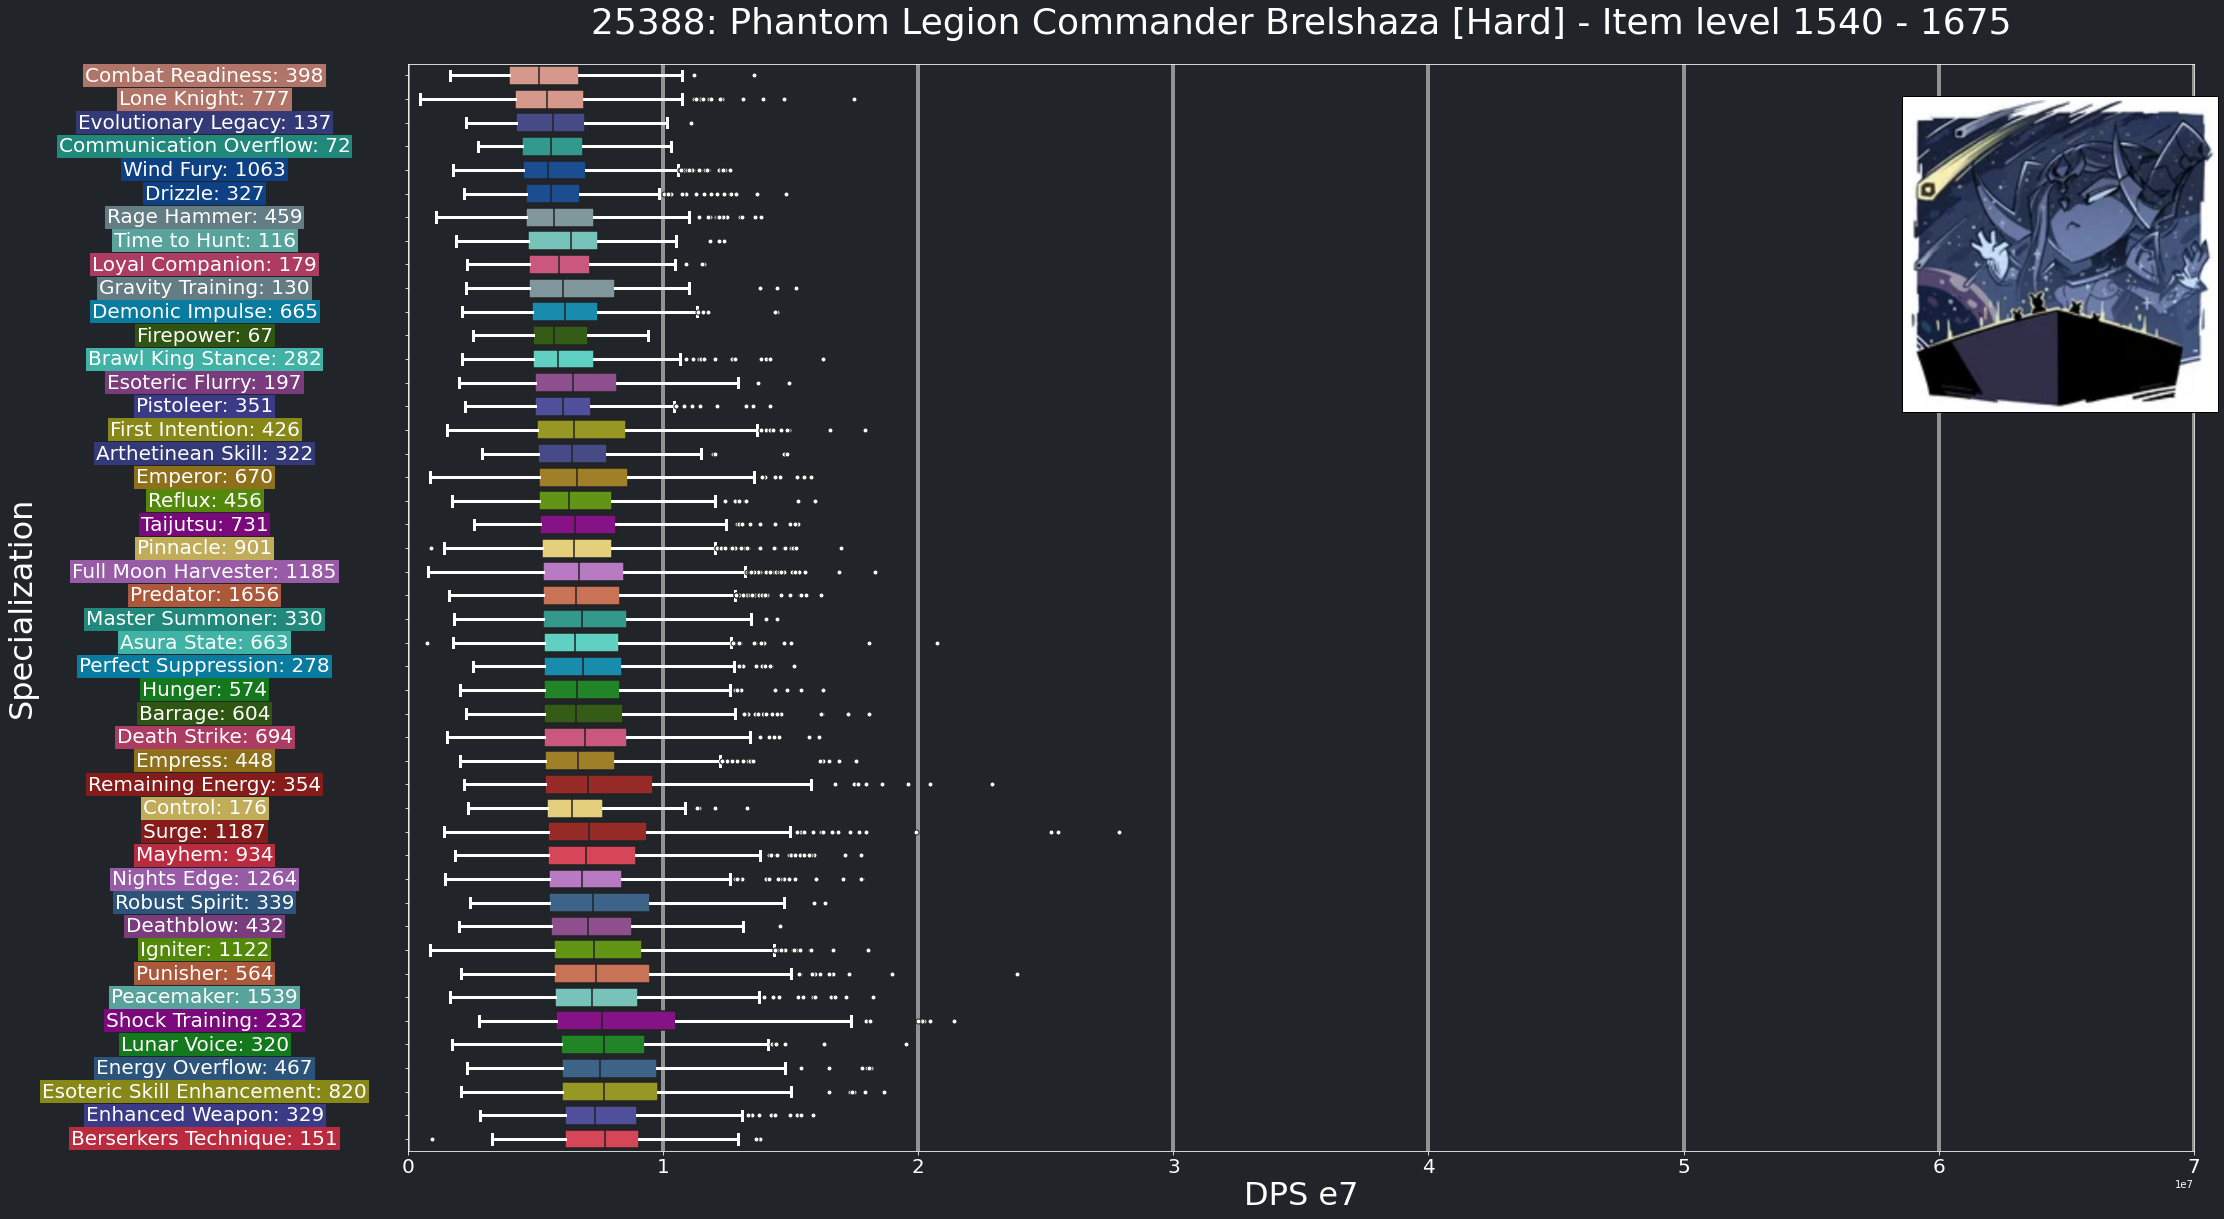 25388: Phantom Legion Commander Brelshaza [Hard] - Item level 1540 - 1675
Specialization
Combat Readiness: 398
Lone Knight: 777
Evolutionary Legacy: 137
Communication Overflow: 72
Wind Fury: 1063
Drizzle: 327
Rage Hammer: 459
Time to Hunt: 116
Loyal Companion: 179
Gravity Training: 130
Demonic Impulse: 665
Firepower: 67
Brawl King Stance: 282
Esoteric Flurry: 197
Pistoleer: 351
First Intention: 426
Arthetinean Skill: 322
Emperor: 670
Reflux: 456
Taijutsu: 731
Pinnacle: 901
Full Moon Harvester: 1185
Predator: 1656
Master Summoner: 330
Asura State: 663
Perfect Suppression: 278
Hunger: 574
Barrage: 604
Death Strike: 694
Empress: 448
Remaining Energy: 354
Control: 176
Surge: 1187
Mayhem: 934
Nights Edge: 1264
Robust Spirit: 339
Deathblow: 432
Igniter: 1122
Punisher: 564
Peacemaker: 1539
Shock Training: 232
Lunar Voice: 320
Energy Overflow: 467
Esoteric Skill Enhancement: 820
Enhanced Weapon: 329
Berserkers Technique: 151
0 1 2 3 4 5 6 7
1e7
DPS e7